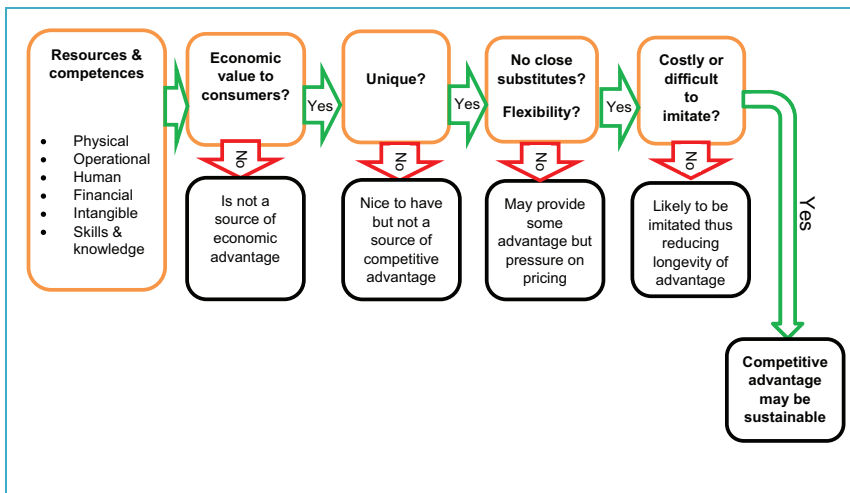 Resources &
competences
• Physical
• Operational
• Human
• Financial
• Intangible
• Skills &
knowledge
Economic
value to
consumers?
Yes
No
Is not a
source of
economic
advantage
Unique?
Yes
No
Nice to have
but not a
source of
competitive
advantage
No close
substitutes?
Flexibility?
Yes
No
May provide
some
advantage but
pressure on
pricing
Costly or
difficult
to
imitate?
Yes
No
Likely to be
imitated thus
reducing
longevity of
advantage
Competitive
advantage
may be
sustainable